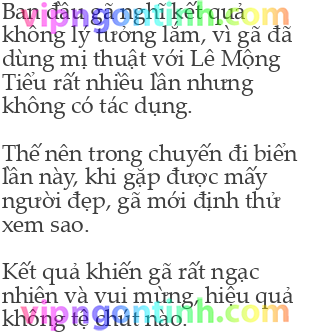 Ban đầu gã nghĩ kết quả
không lý tưởng lắm, vì gã đã
dùng mị thuật với Lê Mộng
Tiểu rất nhiều lần nhưng
không có tác dụng.
Thế nên trong chuyến đi biển
lần này, khi gặp được mấy
người đẹp, gã mới định thử
xem sao.
Kết quả khiến gã rất ngạc
nhiên và vui mừng, hiệu quả
không tệ chút nào.
vipngontinh.com
vipngontinh.com